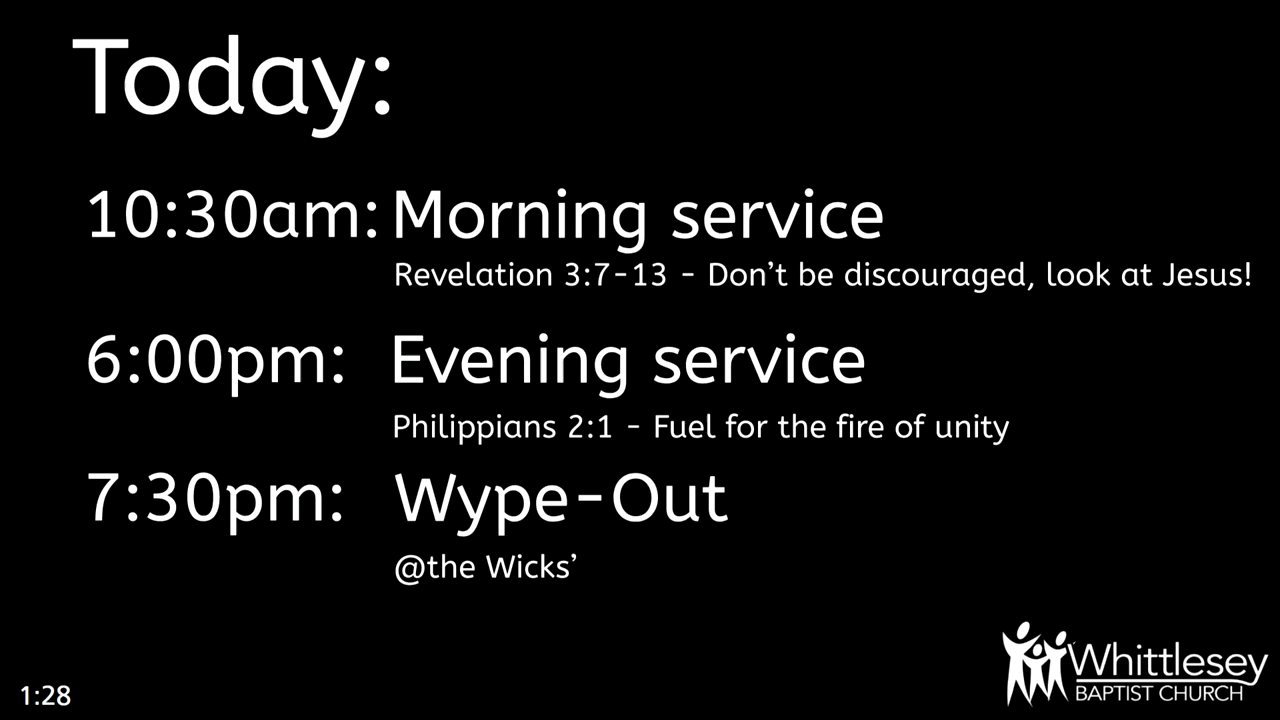 Today:
10:30am: Morning service
Revelation 3:7-13 - Don't be discouraged, look at Jesus!
6:00pm: Evening service
Philippians 2:1 - Fuel for the fire of unity
7:30pm: Wype-Out
@the Wicks'
Whittlesey
BAPTIST CHURCH
1:28